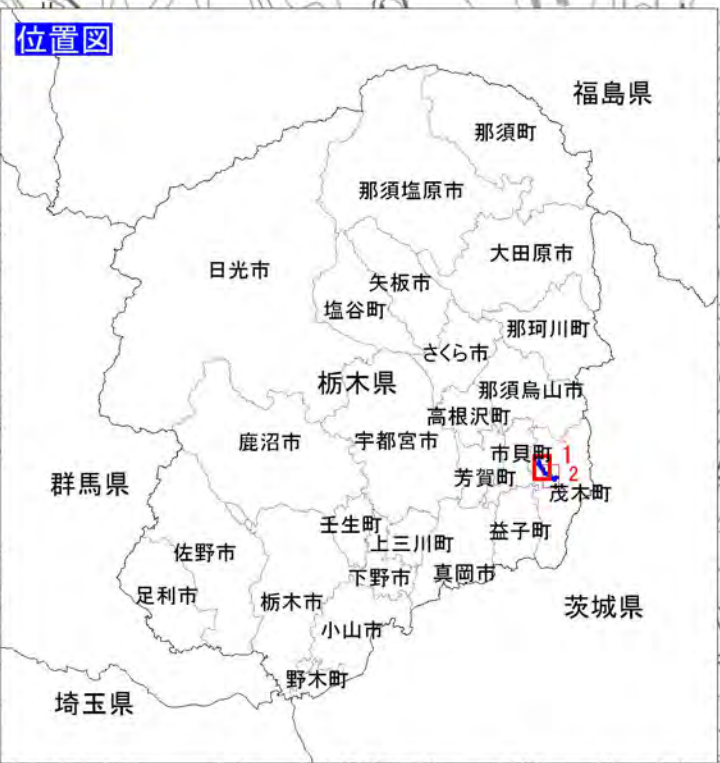 位置図
福島県
那須町
那須塩原市
大田原市
日光市
矢板市
塩谷町
那珂川町
さくら市
栃木県
那須烏山市
高根沢町
鹿沼市
宇都宮市
市貝町
1
芳賀町
2
群馬県
茂木町
壬生町
上三川町
益子町
佐野市
下野市
真岡市
足利市
栃木市
茨城県
小山市
野木町
埼玉県